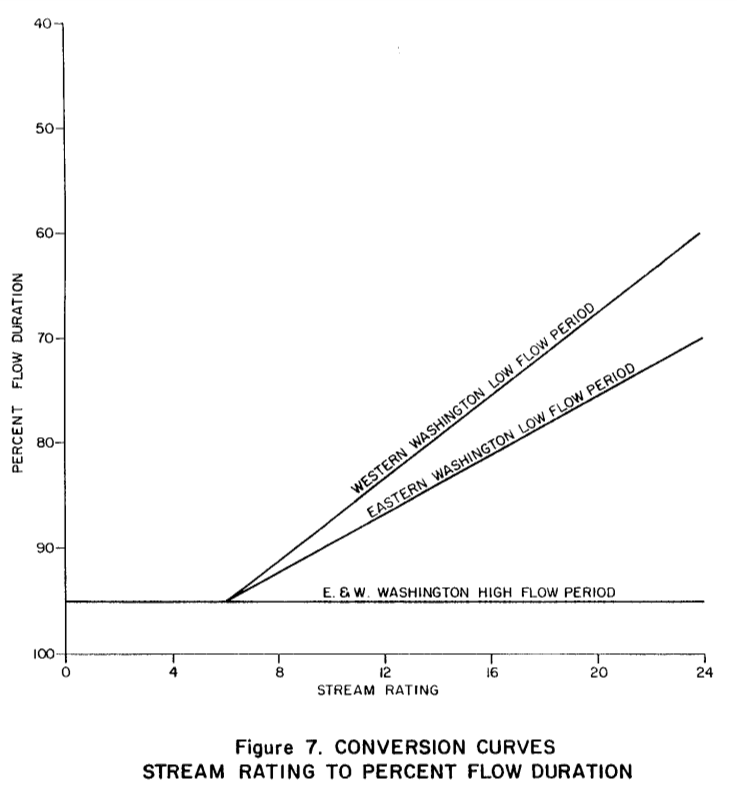 40
50
60
70
80
90
100
PERCENT FLOW DURATION
WESTERN WASHINGTON LOW FLOW PERIOD
EASTERN WASHINGTON LOW FLOW PERIOD
E. & W. WASHINGTON HIGH FLOW PERIOD
0 4 8 12 16 20 24
STREAM RATING
Figure 7. CONVERSION CURVES
STREAM RATING TO PERCENT FLOW DURATION